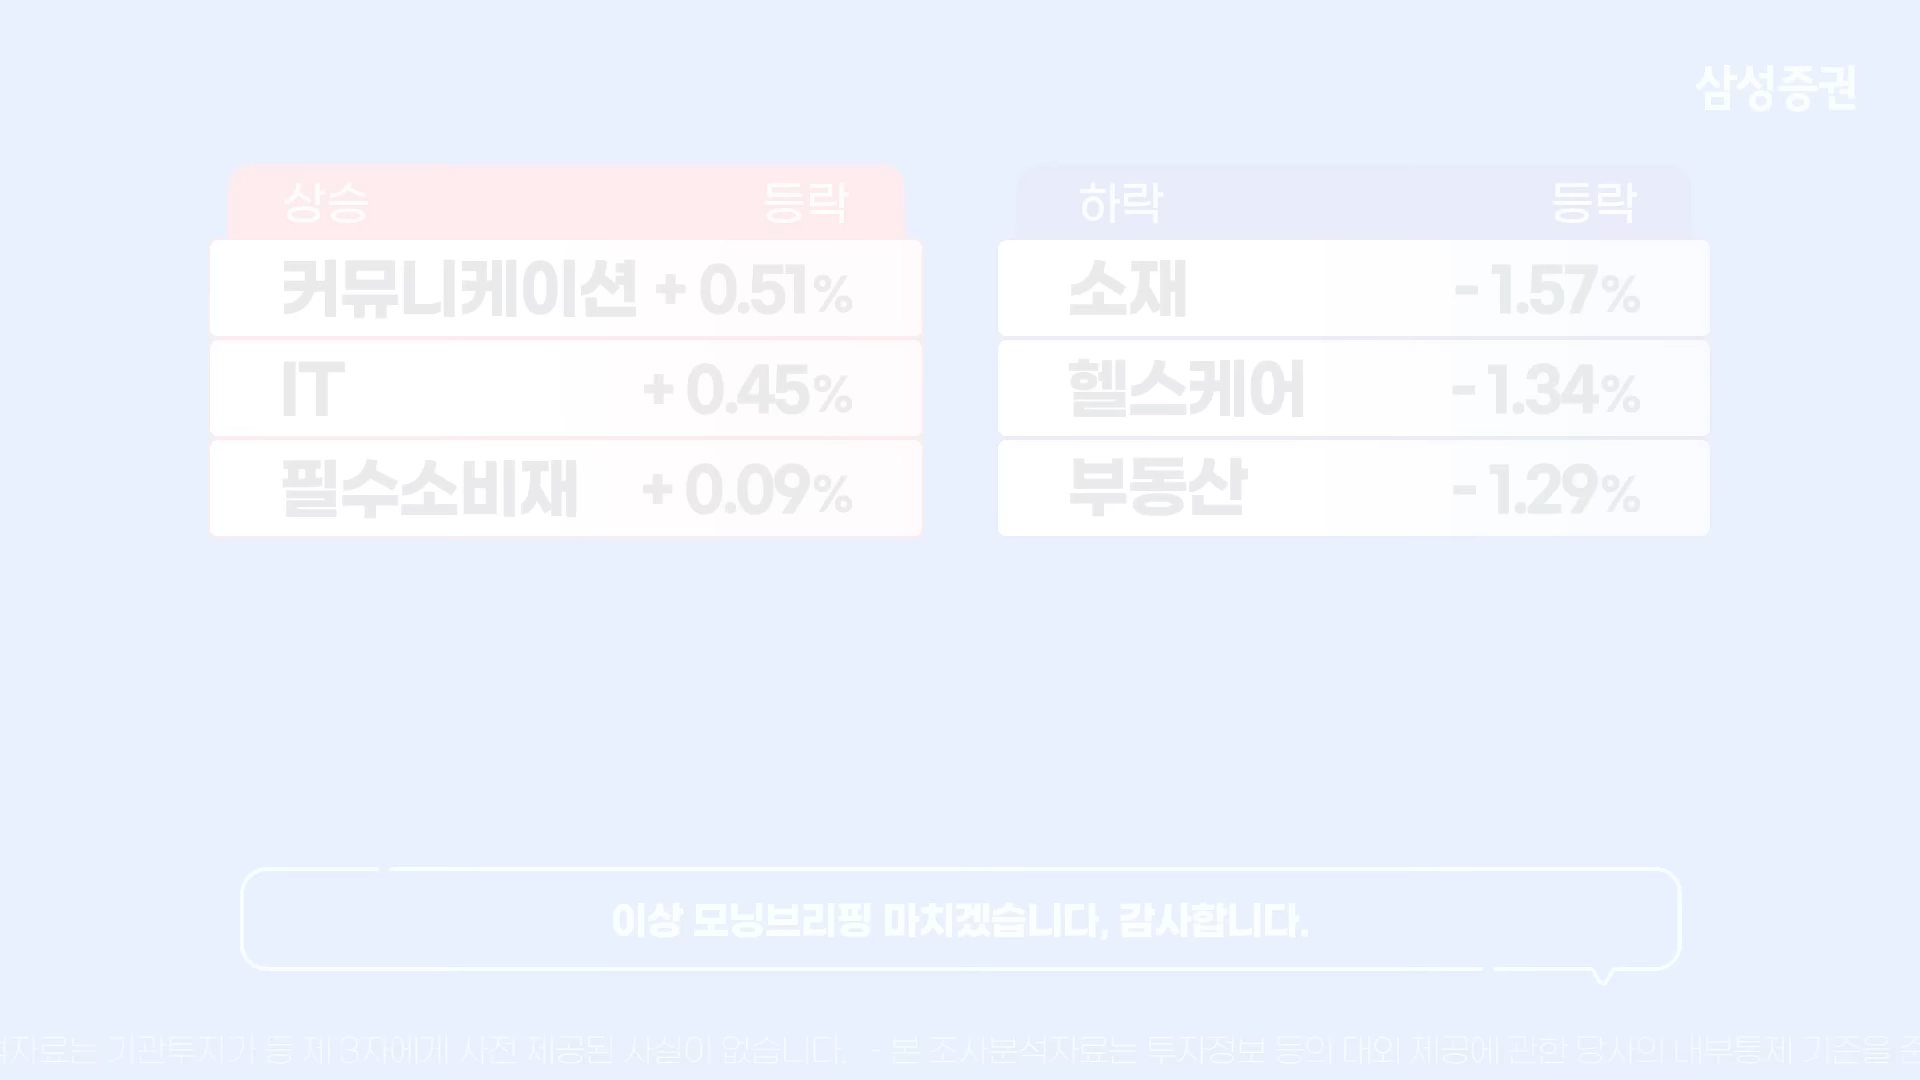 삼성증권
상승 등락
커뮤니케이션 + 0.51%
IT + 0.45%
필수소비재 + 0.09%
하락 등락
소재 - 1.57%
헬스케어 - 1.34%
부동산 - 1.29%
이상 모닝브리핑 마치겠습니다, 감사합니다.
자료는 기관투자가 등 제 3자에게 사전 제공된 사실이 없습니다. - 본 조사분석자료는 투자정보 등의 대외 제공에 관한 당사의 내부통제 기준을